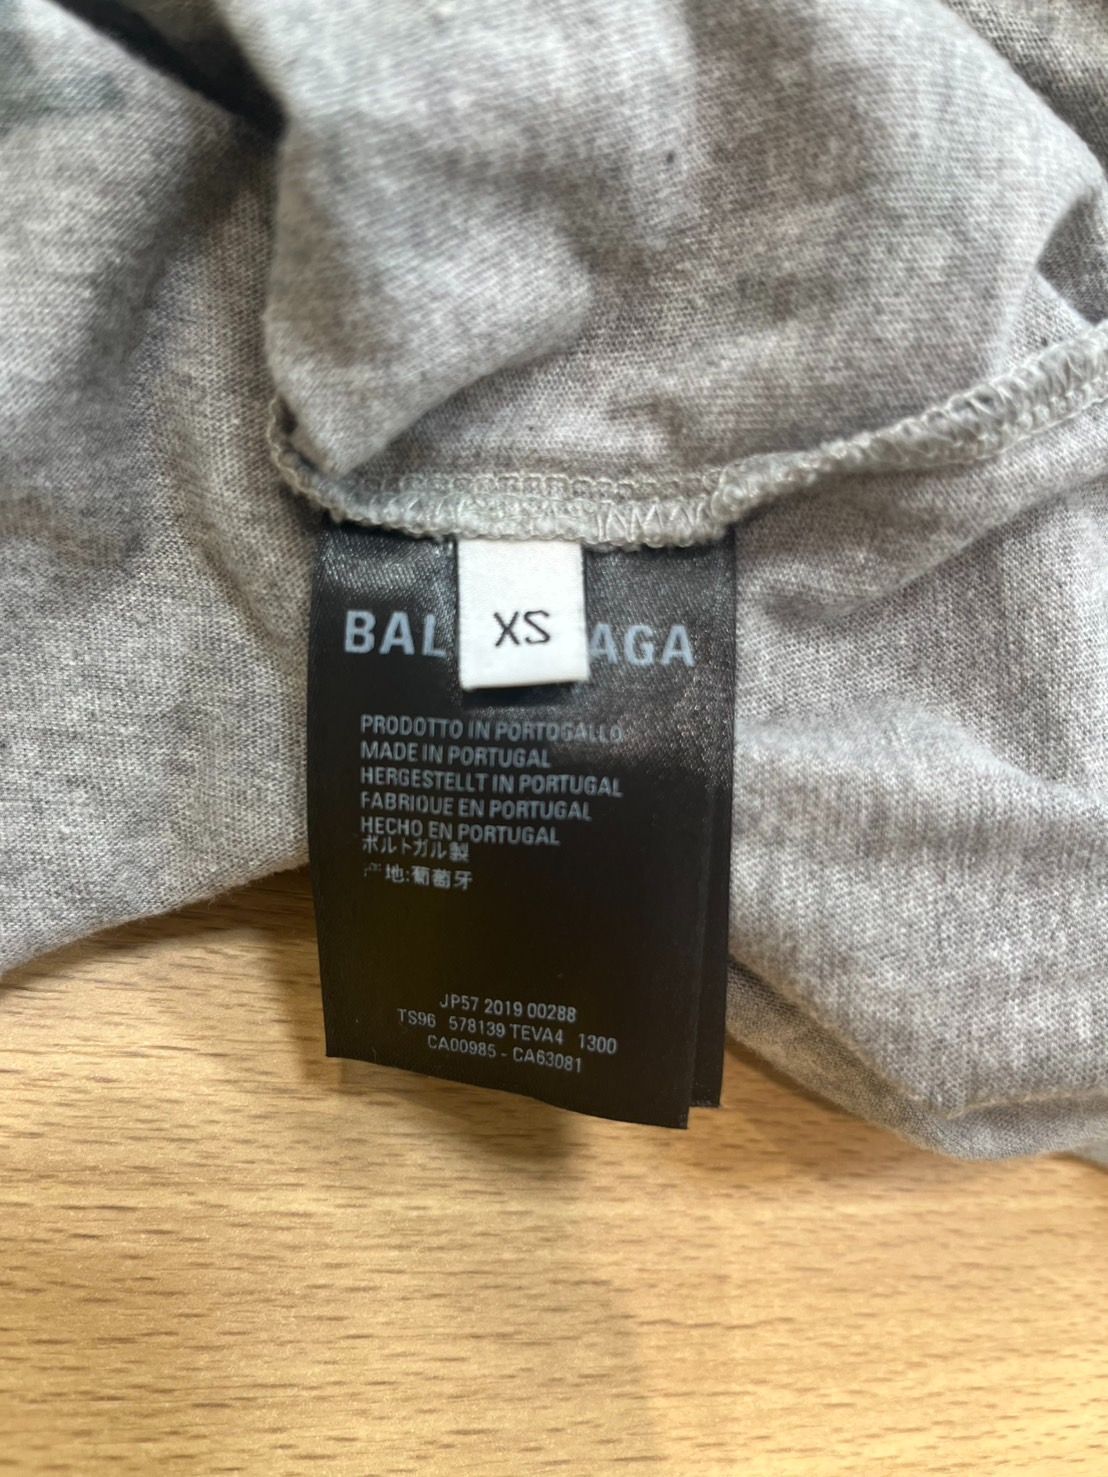 XS
BAL AGA
PRODOTTO IN PORTOGALLO
MADE IN PORTUGAL
HERGESTELLT IN PORTUGAL
FABRIQUE EN PORTUGAL
HECHO EN PORTUGAL
ポルトガル製
产地:葡萄牙
JP57 2019 00288
TS96 578139 TEVA4 1300
CA00985 - CA63081